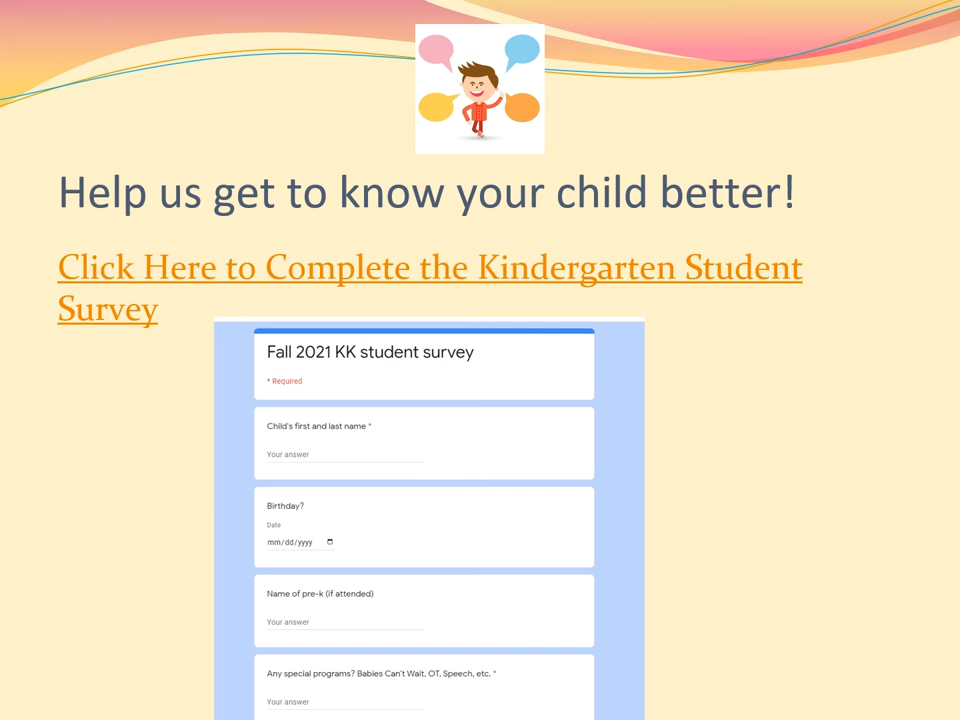 Help us get to know your child better!
Click Here to Complete the Kindergarten Student
Survey
Fall 2021 KK student survey
* Required
Child's first and last name *
Your answer
Birthday?
Date
mm/dd/yyyy
Name of pre-k (if attended)
Your answer
Any special programs? Babies Can't Wait, OT, Speech, etc. *
Your answer